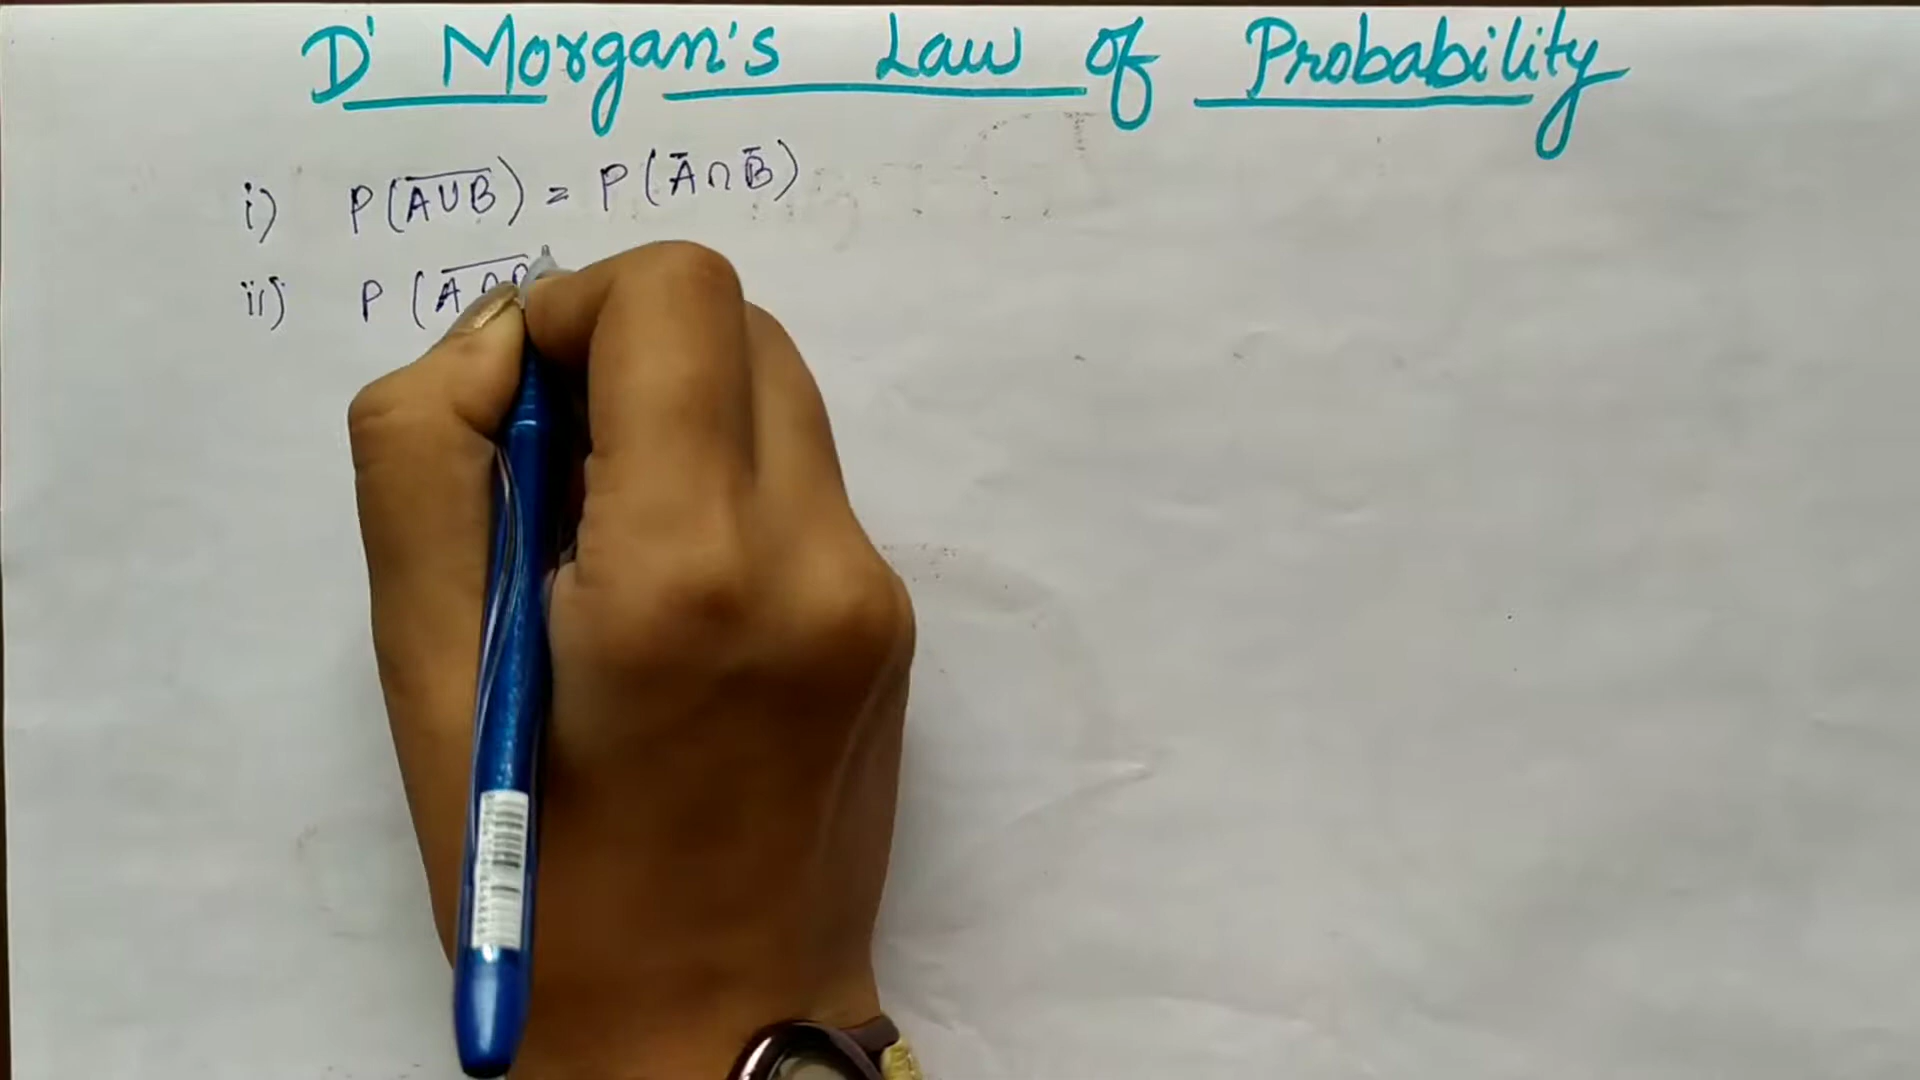 D' Morgan's Law of Probability
i) P(A̅U̅B̅) = P(A̅∩B̅)
ii) P(A̅∩̅